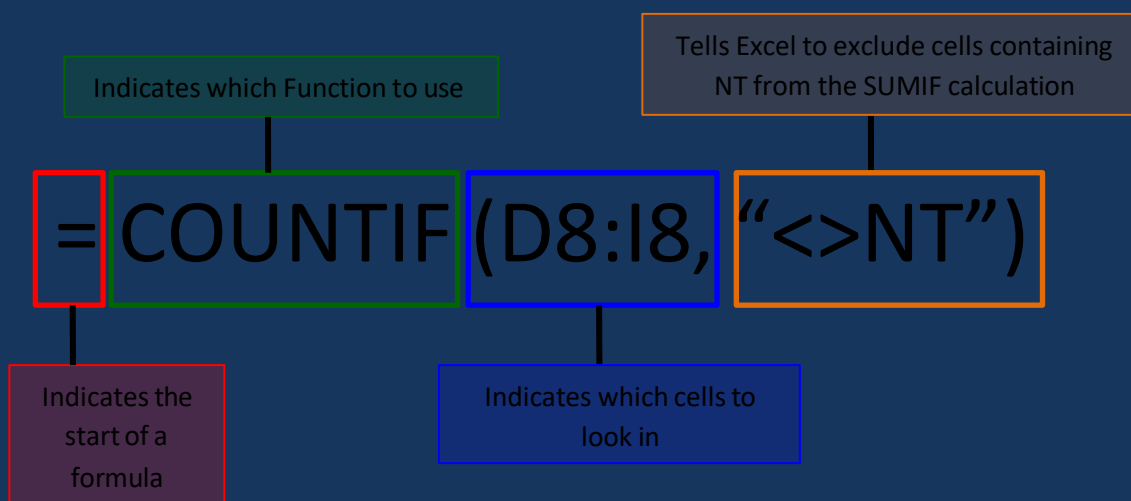 Tells Excel to exclude cells containing
NT from the SUMIF calculation
Indicates which Function to use
=COUNTIF(D8:I8, “<>NT”)
Indicates the
start of a
formula
Indicates which cells to
look in